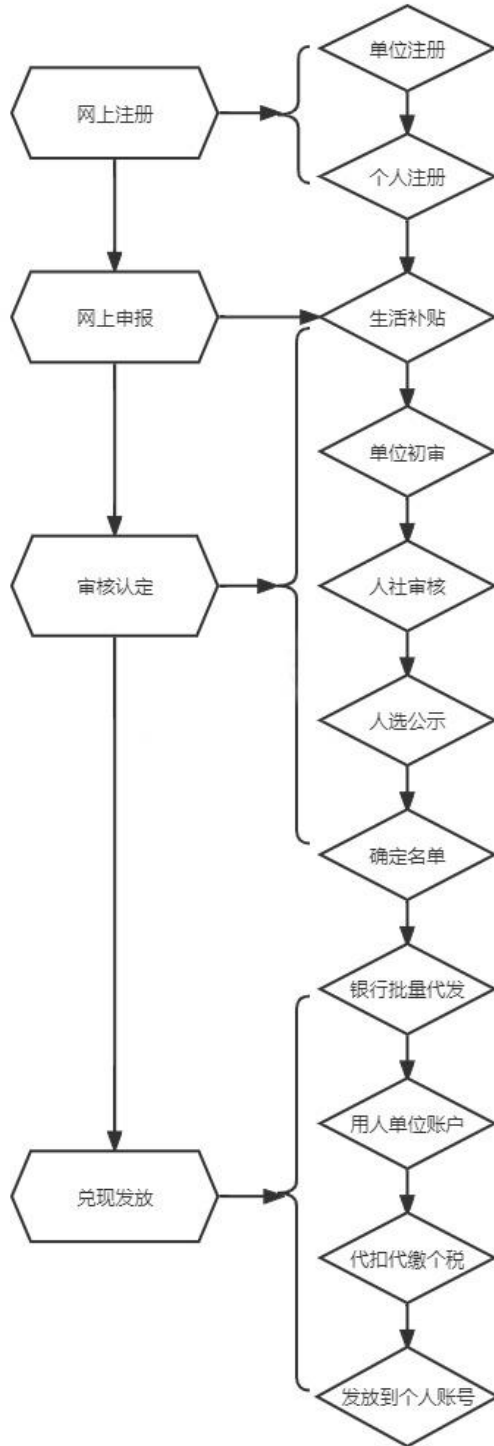 单位注册
网上注册
个人注册
网上申报
生活补贴
单位初审
审核认定
人社审核
人选公示
确定名单
银行批量代发
用人单位账户
兑现发放
代扣代缴个税
发放到个人账号